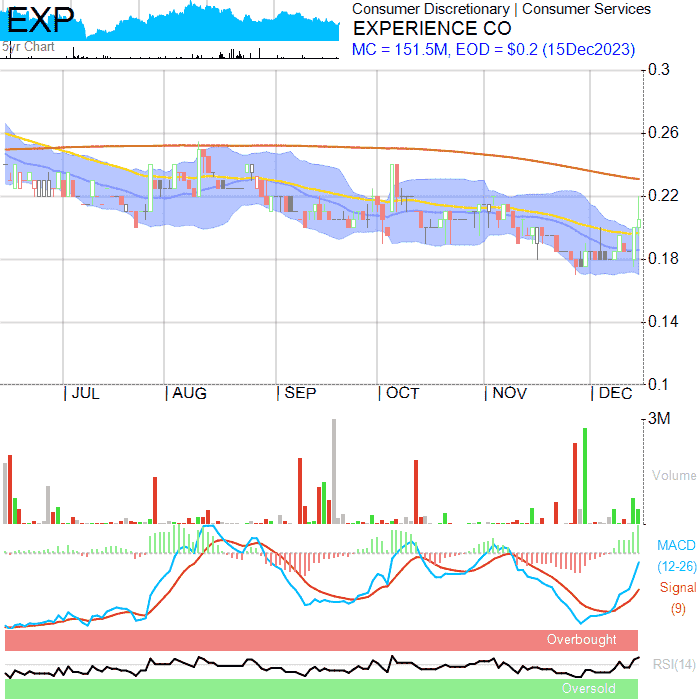 EXP
5yr Chart
Consumer Discretionary | Consumer Services
EXPERIENCE CO
MC = 151.5M, EOD = $0.2 (15Dec2023)
0.3
0.26
0.22
0.18
0.14
0.1
| JUL | AUG | SEP | OCT | NOV | DEC
3M
Volume
MACD
(12-26)
Signal
(9)
Overbought
RSI(14)
Oversold